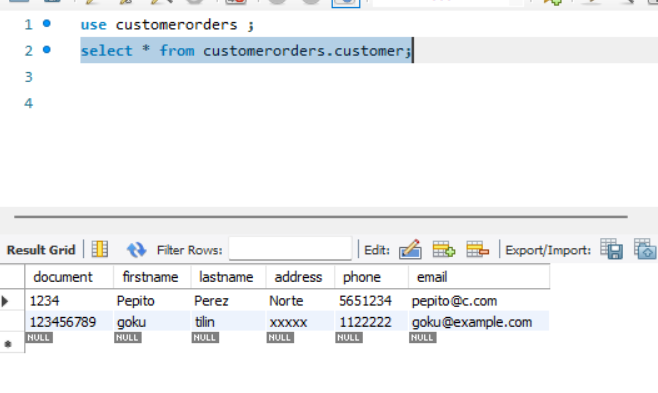 1 use customerorders ;
2 select * from customerorders.customer;
3
4
Result Grid Filter Rows: Edit: Export/Import:
document firstname lastname address phone email
1234 Pepito Perez Norte 5651234 pepito@c.com
123456789 goku tilin xxxxx 1122222 goku@example.com
NULL NULL NULL NULL NULL NULL